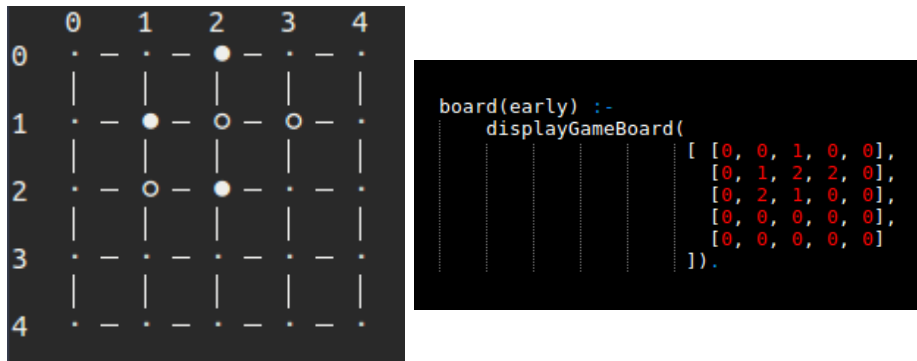 0 1 2 3 4
0 · — · — ● — · — ·
| | | | |
1 · — ● — ○ — ○ — ·
| | | | |
2 · — ○ — ● — · — ·
| | | | |
3 · — · — · — · — ·
| | | | |
4 · — · — · — · — ·
board(early) :-
displayGameBoard(
[ [0, 0, 1, 0, 0],
[0, 1, 2, 2, 0],
[0, 2, 1, 0, 0],
[0, 0, 0, 0, 0],
[0, 0, 0, 0, 0]
]).